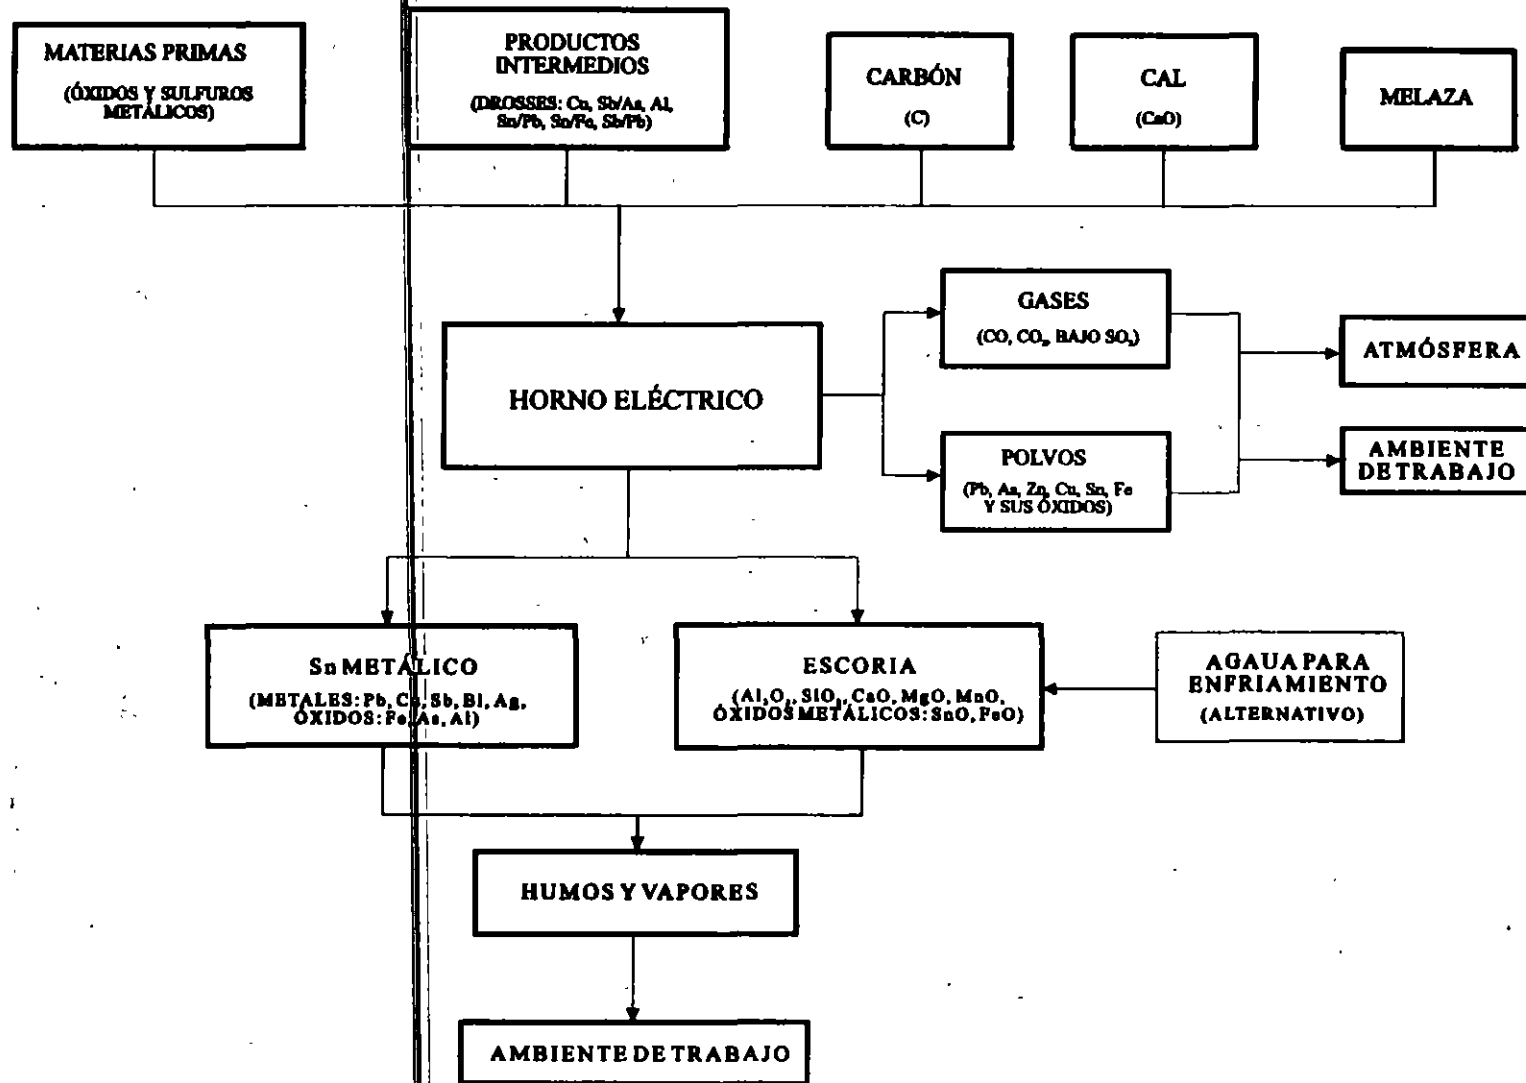 MATERIAS PRIMAS
(ÓXIDOS Y SULFUROS
METÁLICOS)
PRODUCTOS
INTERMEDIOS
(DROSSES: Cu, Sb/As, Al,
Sn/Pb, Sn/Fe, Sb/Pb)
CARBÓN
(C)
CAL
(CaO)
MELAZA
HORNO ELÉCTRICO
GASES
(CO, CO₂, BAJO SO₂)
ATMÓSFERA
POLVOS
(Pb, As, Zn, Cu, Sn, Fe
Y SUS ÓXIDOS)
AMBIENTE
DE TRABAJO
Sn METÁLICO
(METALES: Pb, Cu, Sb, Bi, Ag,
ÓXIDOS: Fe, As, Al)
ESCORIA
(Al₂O₃, SiO₂, CaO, MgO, MnO,
ÓXIDOS METÁLICOS: SnO, FeO)
AGAUA PARA
ENFRIAMIENTO
(ALTERNATIVO)
HUMOS Y VAPORES
AMBIENTE DE TRABAJO